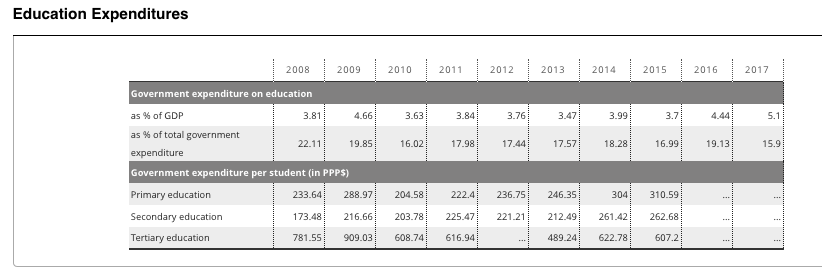 Education Expenditures
2008 2009 2010 2011 2012 2013 2014 2015 2016 2017
Government expenditure on education
as % of GDP 3.81 4.66 3.63 3.84 3.76 3.47 3.99 3.7 4.44 5.1
as % of total government
expenditure 22.11 19.85 16.02 17.98 17.44 17.57 18.28 16.99 19.13 15.9
Government expenditure per student (in PPP$)
Primary education 233.64 288.97 204.58 222.4 236.75 246.35 304 310.59 ... ...
Secondary education 173.48 216.66 203.78 225.47 221.21 212.49 261.42 262.68 ... ...
Tertiary education 781.55 909.03 608.74 616.94 ... 489.24 622.78 607.2 ... ...